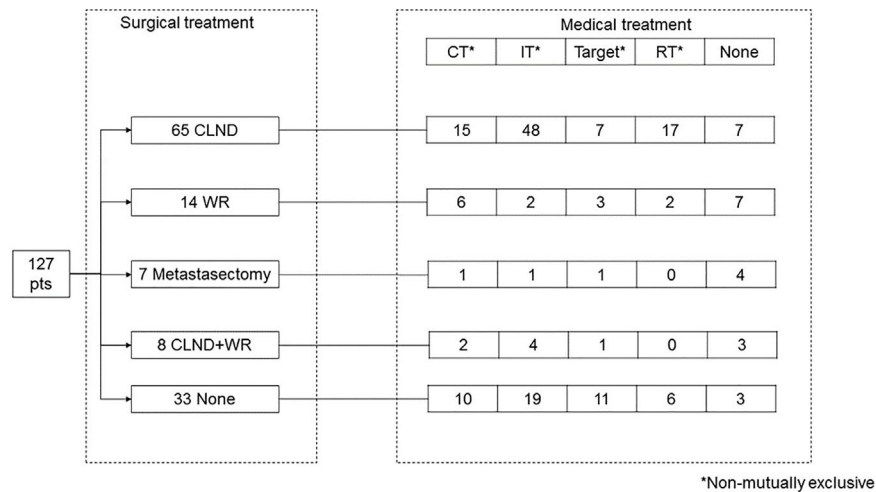 Surgical treatment
Medical treatment
CT* IT* Target* RT* None
65 CLND 15 48 7 17 7
14 WR 6 2 3 2 7
127
pts
7 Metastasectomy 1 1 1 0 4
8 CLND+WR 2 4 1 0 3
33 None 10 19 11 6 3
*Non-mutually exclusive